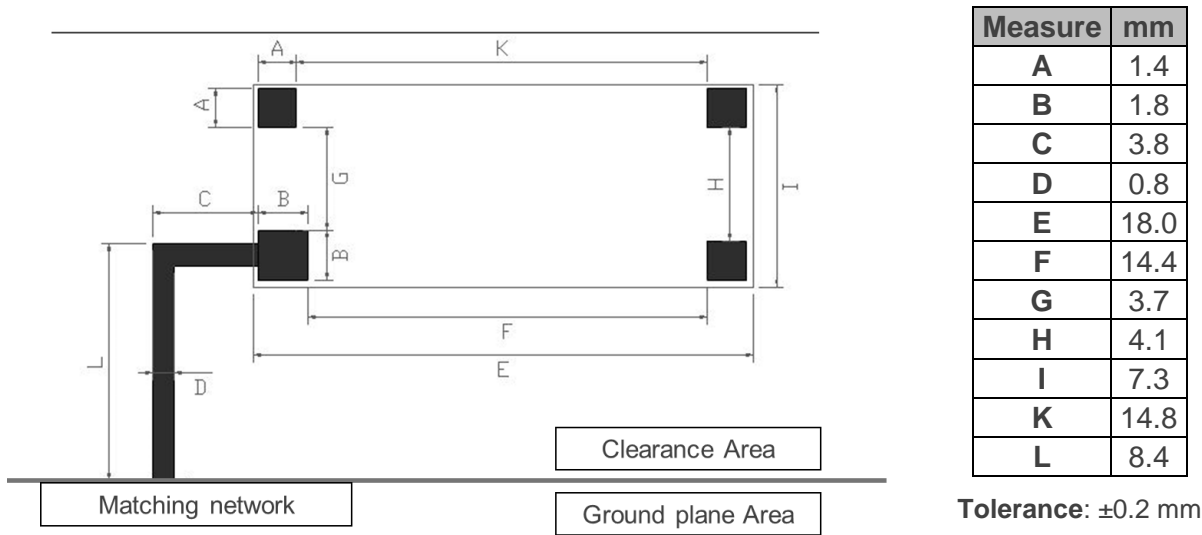 A
K
A
G
H
I
C
B
B
F
E
L
D
Clearance Area
Matching network
Ground plane Area
Measure mm
A 1.4
B 1.8
C 3.8
D 0.8
E 18.0
F 14.4
G 3.7
H 4.1
I 7.3
K 14.8
L 8.4
Tolerance: ±0.2 mm